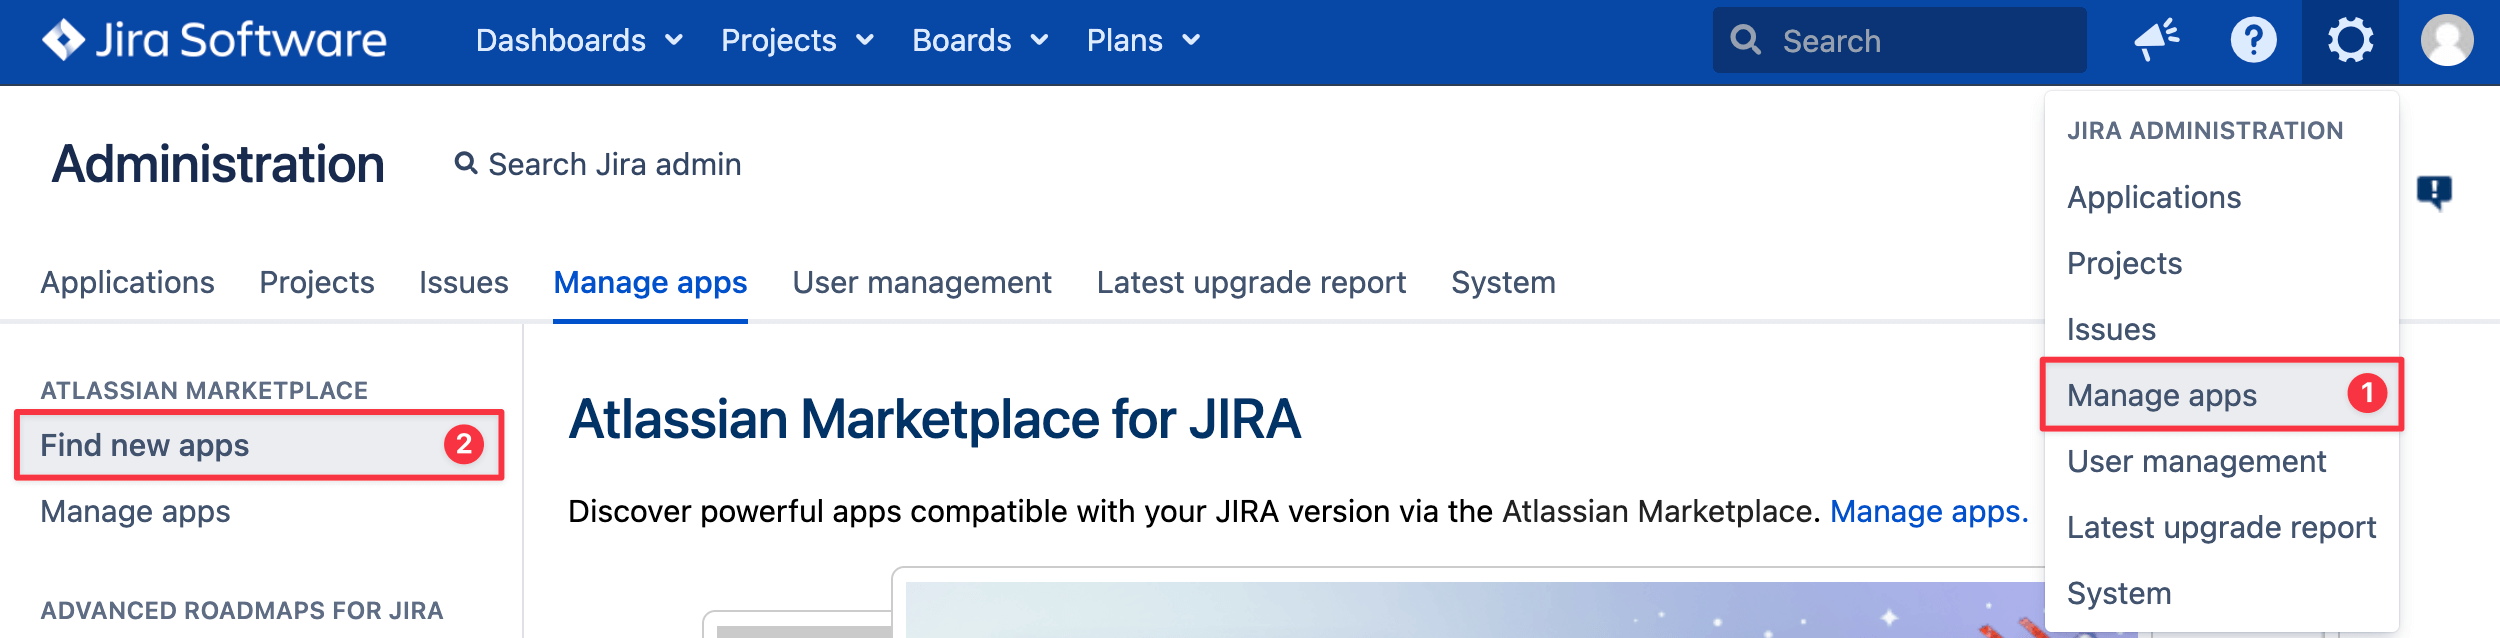 Jira Software Dashboards Projects Boards Plans Search ?
JIRA ADMINISTRATION
Administration Search Jira admin
Applications
Projects
Applications Projects Issues Manage apps User management Latest upgrade report System
Issues
ATLASSIAN MARKETPLACE
Manage apps 1
Atlassian Marketplace for JIRA
Find new apps 2
User management
Manage apps
Discover powerful apps compatible with your JIRA version via the Atlassian Marketplace. Manage apps.
Latest upgrade report
System
ADVANCED ROADMAPS FOR JIRA